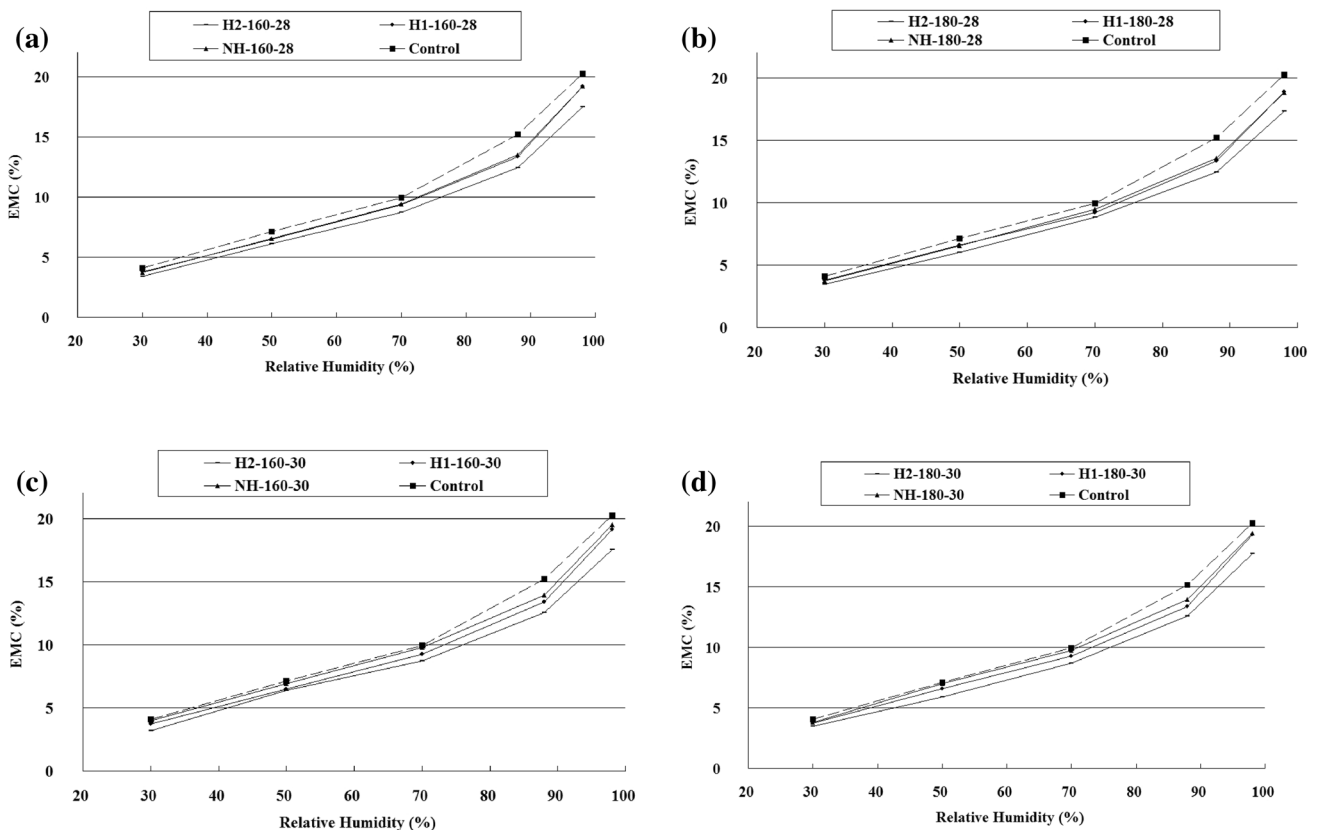 (a)
H2-160-28 H1-160-28
NH-160-28 Control
20
15
10
5
0
EMC (%)
20 30 40 50 60 70 80 90 100
Relative Humidity (%)
(b)
H2-180-28 H1-180-28
NH-180-28 Control
20
15
10
5
0
EMC (%)
20 30 40 50 60 70 80 90 100
Relative Humidity (%)
(c)
H2-160-30 H1-160-30
NH-160-30 Control
20
15
10
5
0
EMC (%)
20 30 40 50 60 70 80 90 100
Relative Humidity (%)
(d)
H2-180-30 H1-180-30
NH-180-30 Control
20
15
10
5
0
EMC (%)
20 30 40 50 60 70 80 90 100
Relative Humidity (%)